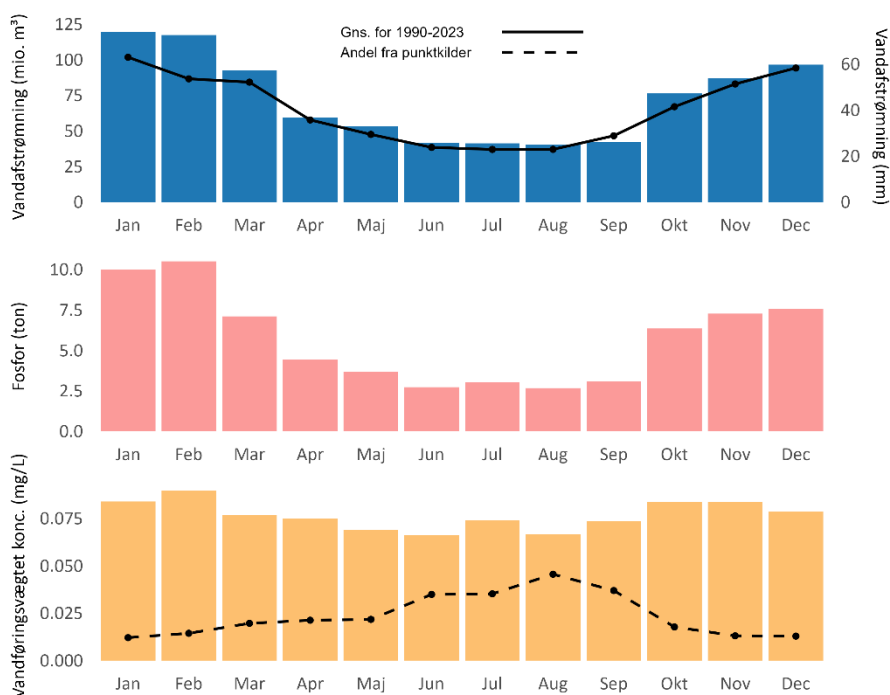 Vandafstrømning (mio. m³)
125
100
75
50
25
0
Gns. for 1990-2023
Andel fra punktkilder
60
40
20
0
Vandafstrømning (mm)
Jan Feb Mar Apr Maj Jun Jul Aug Sep Okt Nov Dec
Fosfor (ton)
10.0
7.5
5.0
2.5
0.0
Jan Feb Mar Apr Maj Jun Jul Aug Sep Okt Nov Dec
Vandføringsvægtet konc. (mg/L)
0.075
0.050
0.025
0.000
Jan Feb Mar Apr Maj Jun Jul Aug Sep Okt Nov Dec